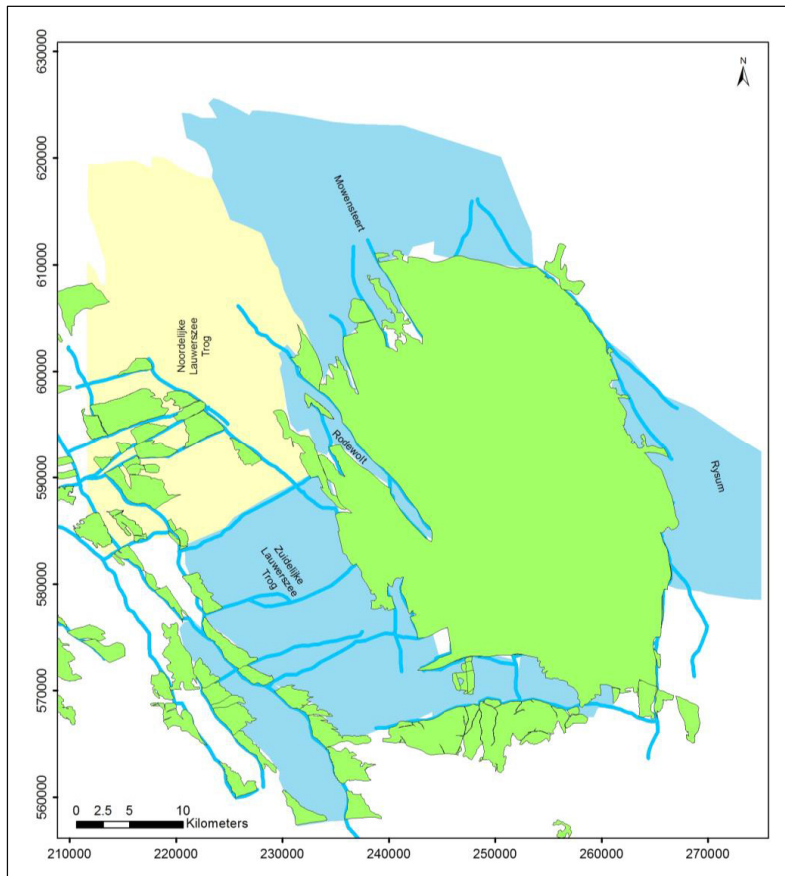 630000
620000
610000
600000
590000
580000
570000
560000
N
Mowensteert
Noordelijke
Lauwerszee
Trog
Rodewolt
Rysum
Zuidelijke
Lauwerszee
Trog
0 2.5 5 10
Kilometers
210000 220000 230000 240000 250000 260000 270000